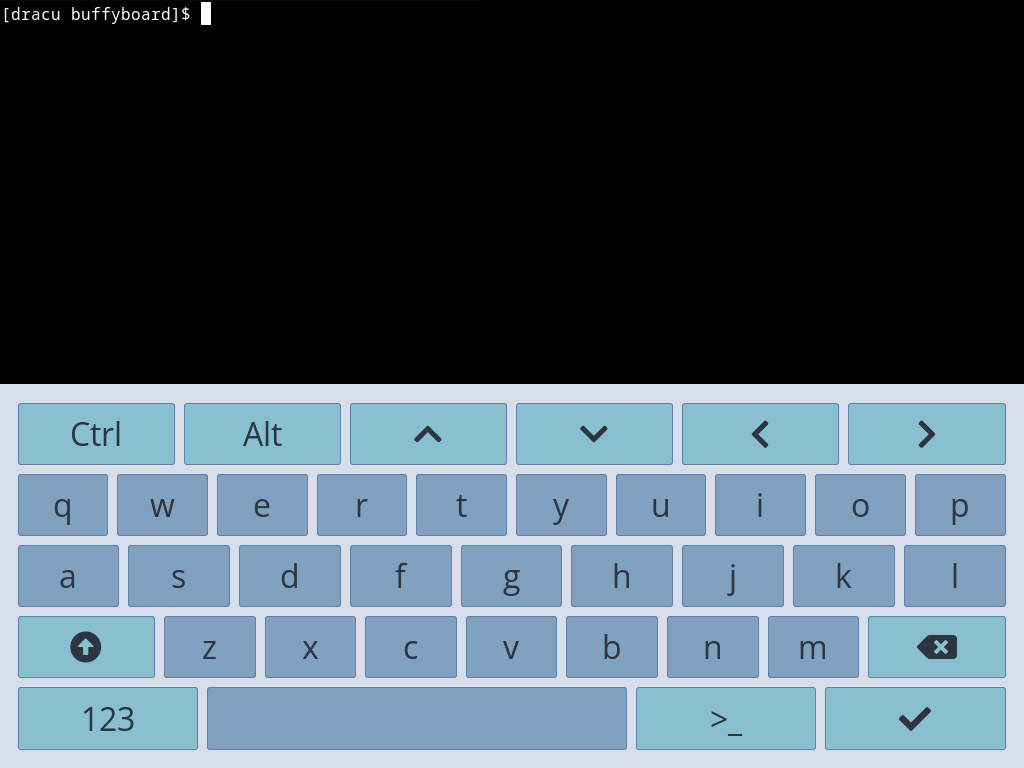 [dracu buffyboard]$
Ctrl Alt
q w e r t y u i o p
a s d f g h j k l
z x c v b n m
123 >_